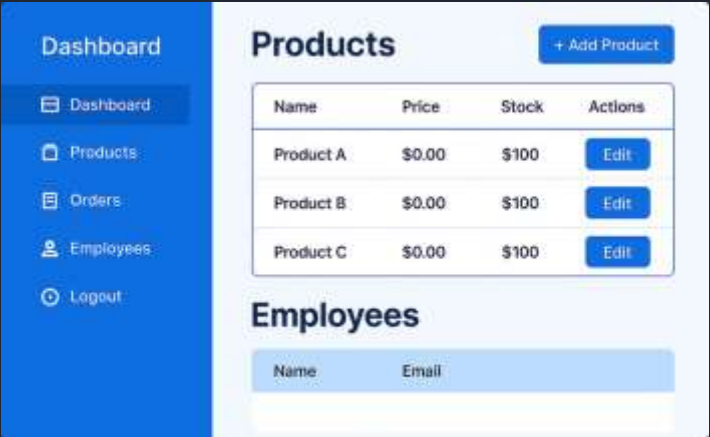 Dashboard
Dashboard
Products
Orders
Employees
Logout
Products
+ Add Product
Name Price Stock Actions
Product A $0.00 $100 Edit
Product B $0.00 $100 Edit
Product C $0.00 $100 Edit
Employees
Name Email